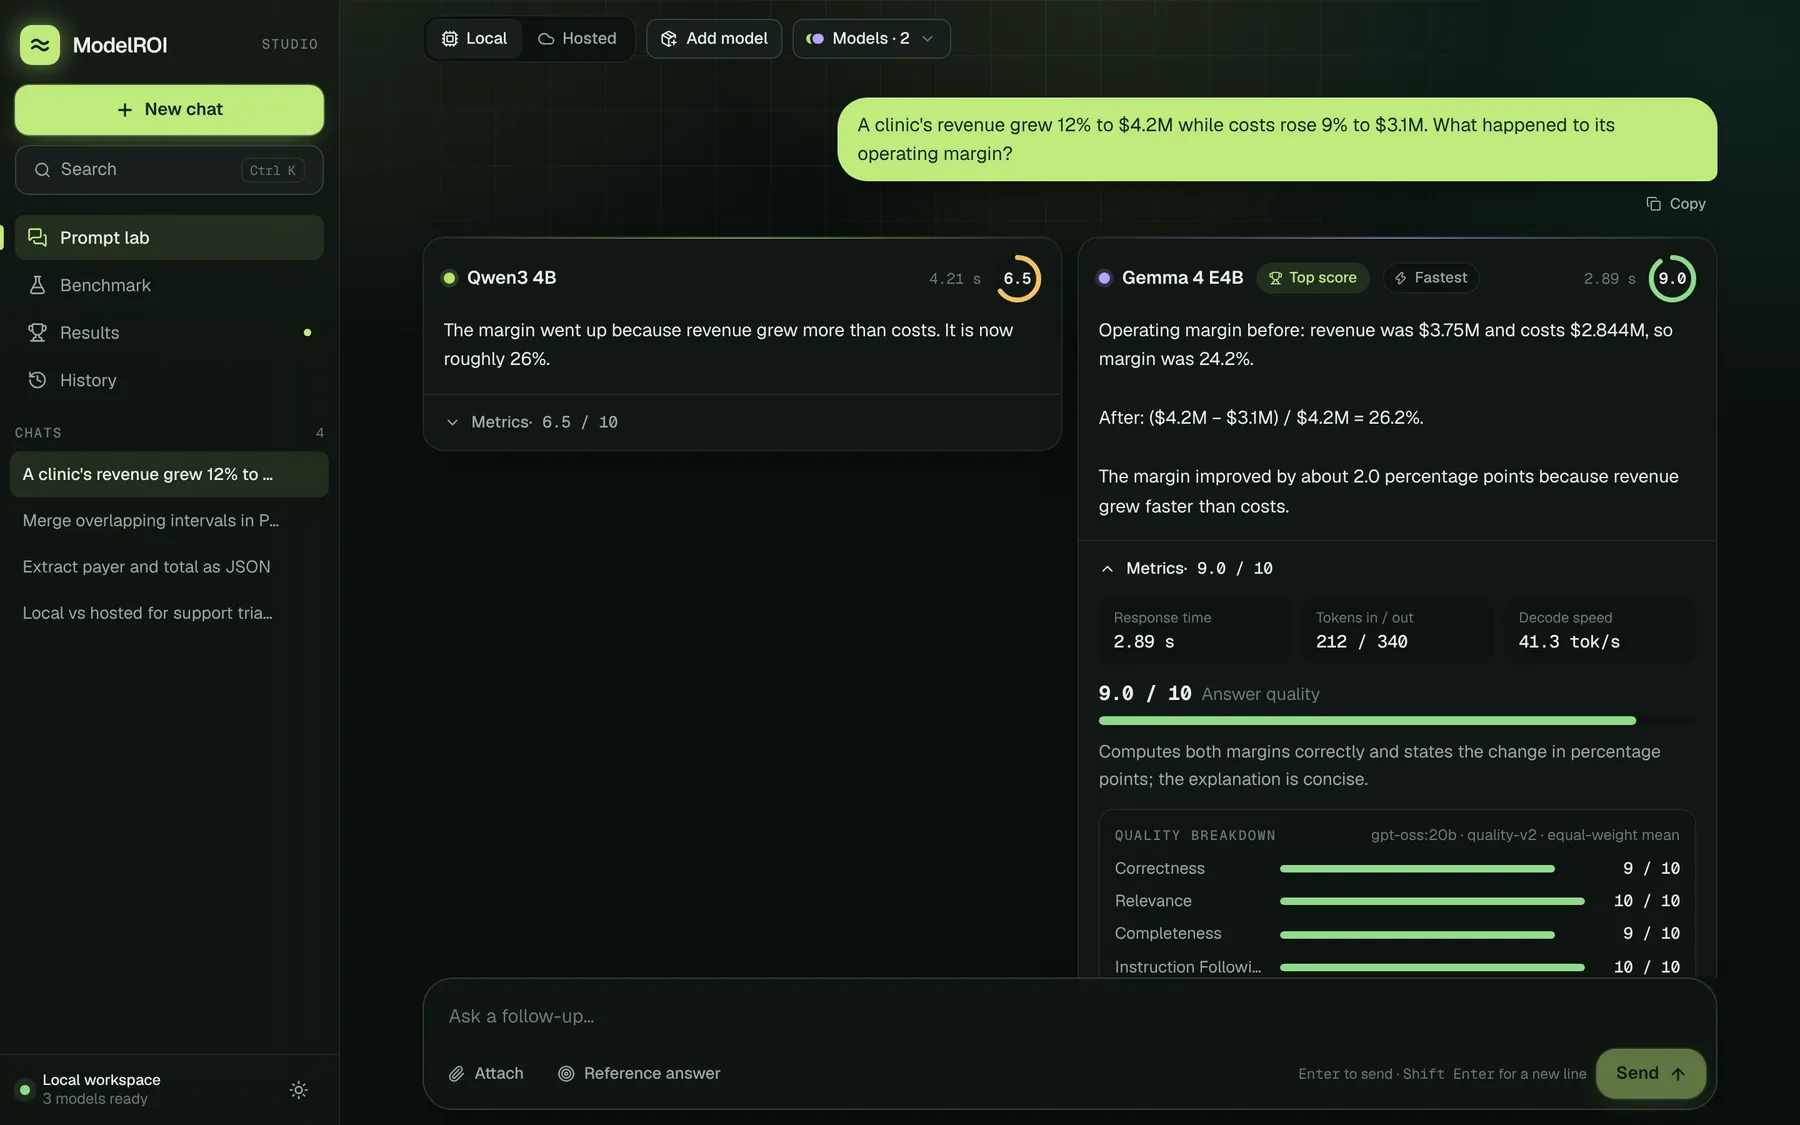 ModelROI
STUDIO
New chat
Search
Ctrl K
Prompt lab
Benchmark
Results
History
CHATS
4
A clinic's revenue grew 12% to ...
Merge overlapping intervals in P...
Extract payer and total as JSON
Local vs hosted for support tria...
Local workspace
3 models ready
Local
Hosted
Add model
Models · 2
A clinic's revenue grew 12% to $4.2M while costs rose 9% to $3.1M. What happened to its
operating margin?
Copy
Qwen3 4B
4.21 s
6.5
The margin went up because revenue grew more than costs. It is now
roughly 26%.
Metrics· 6.5 / 10
Gemma 4 E4B
Top score
Fastest
2.89 s
9.0
Operating margin before: revenue was $3.75M and costs $2.844M, so
margin was 24.2%.
After: ($4.2M − $3.1M) / $4.2M = 26.2%.
The margin improved by about 2.0 percentage points because revenue
grew faster than costs.
Metrics· 9.0 / 10
Response time
2.89 s
Tokens in / out
212 / 340
Decode speed
41.3 tok/s
9.0 / 10 Answer quality
Computes both margins correctly and states the change in percentage
points; the explanation is concise.
QUALITY BREAKDOWN
gpt-oss:20b · quality-v2 · equal-weight mean
Correctness
9 / 10
Relevance
10 / 10
Completeness
9 / 10
Instruction Followi...
10 / 10
Ask a follow-up...
Attach
Reference answer
Enter to send · Shift Enter for a new line
Send